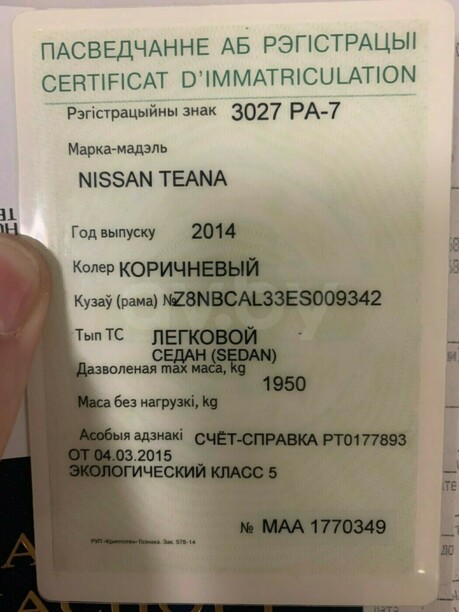 ПАСВЕДЧАННЕ АБ РЭГІСТРАЦЫІ
CERTIFICAT D'IMMATRICULATION
Рэгістрацыйны знак 3027 PA-7
Марка-мадэль
NISSAN TEANA
Год выпуску 2014
Колер КОРИЧНЕВЫЙ
Кузаў (рама) №Z8NBCAL33ES009342
Тып ТС ЛЕГКОВОЙ
СЕДАН (SEDAN)
Дазволеная max маса, kg
1950
Маса без нагрузкі, kg
Асобыя адзнакі СЧЁТ-СПРАВКА РТ0177893
ОТ 04.03.2015
ЭКОЛОГИЧЕСКИЙ КЛАСС 5
№ MAA 1770349